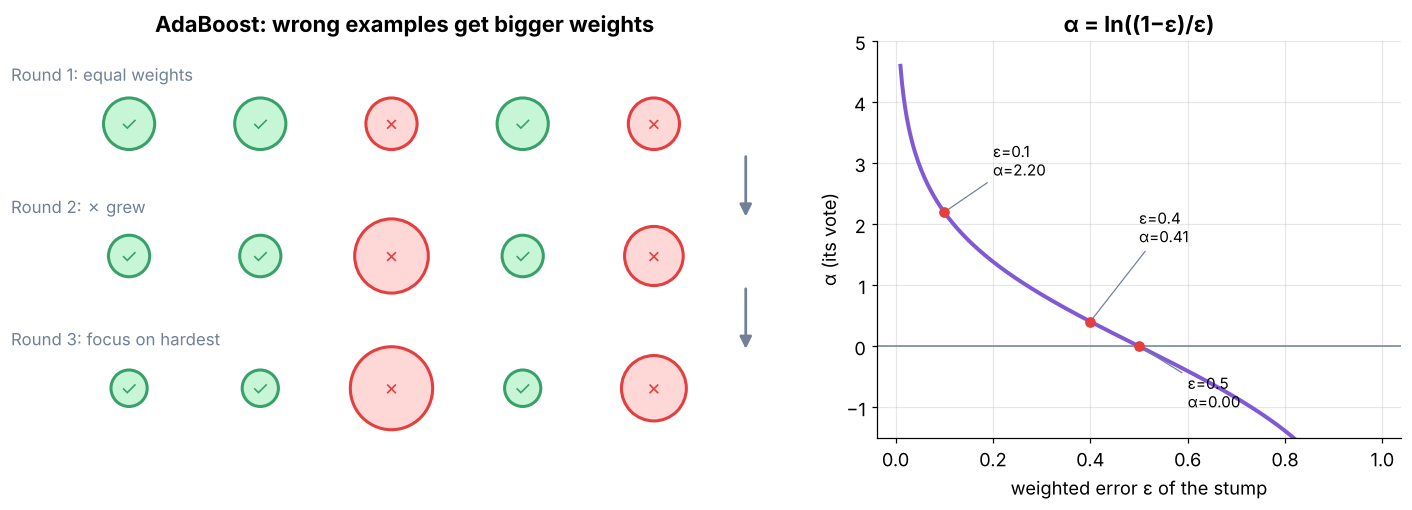 AdaBoost: wrong examples get bigger weights
Round 1: equal weights
✓ ✓ × ✓ ×
Round 2: × grew
✓ ✓ × ✓ ×
Round 3: focus on hardest
✓ ✓ × ✓ ×
α = ln((1−ε)/ε)
5
4
3
2
1
0
−1
α (its vote)
ε=0.1
α=2.20
ε=0.4
α=0.41
ε=0.5
α=0.00
0.0 0.2 0.4 0.6 0.8 1.0
weighted error ε of the stump